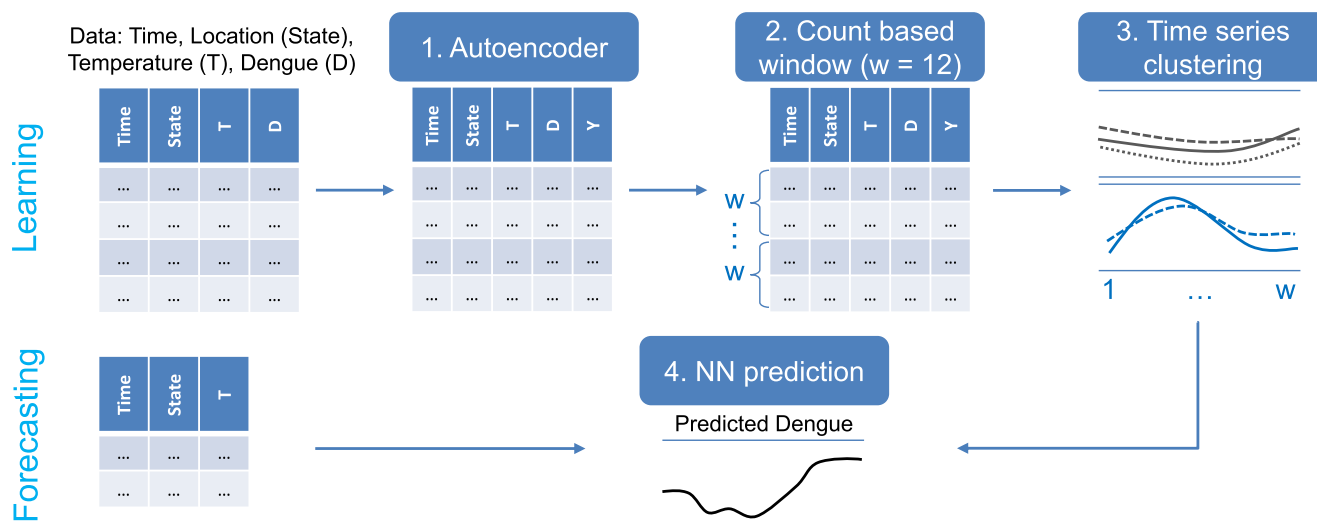 Data: Time, Location (State),
Temperature (T), Dengue (D)
1. Autoencoder
2. Count based
window (w = 12)
3. Time series
clustering
Learning
Time State T D
... ... ... ...
... ... ... ...
... ... ... ...
... ... ... ...
Time State T D Y
... ... ... ... ...
... ... ... ... ...
... ... ... ... ...
... ... ... ... ...
w
...
w
Time State T D Y
... ... ... ... ...
... ... ... ... ...
... ... ... ... ...
... ... ... ... ...
1 ... w
Forecasting
Time State T
... ... ...
... ... ...
4. NN prediction
Predicted Dengue